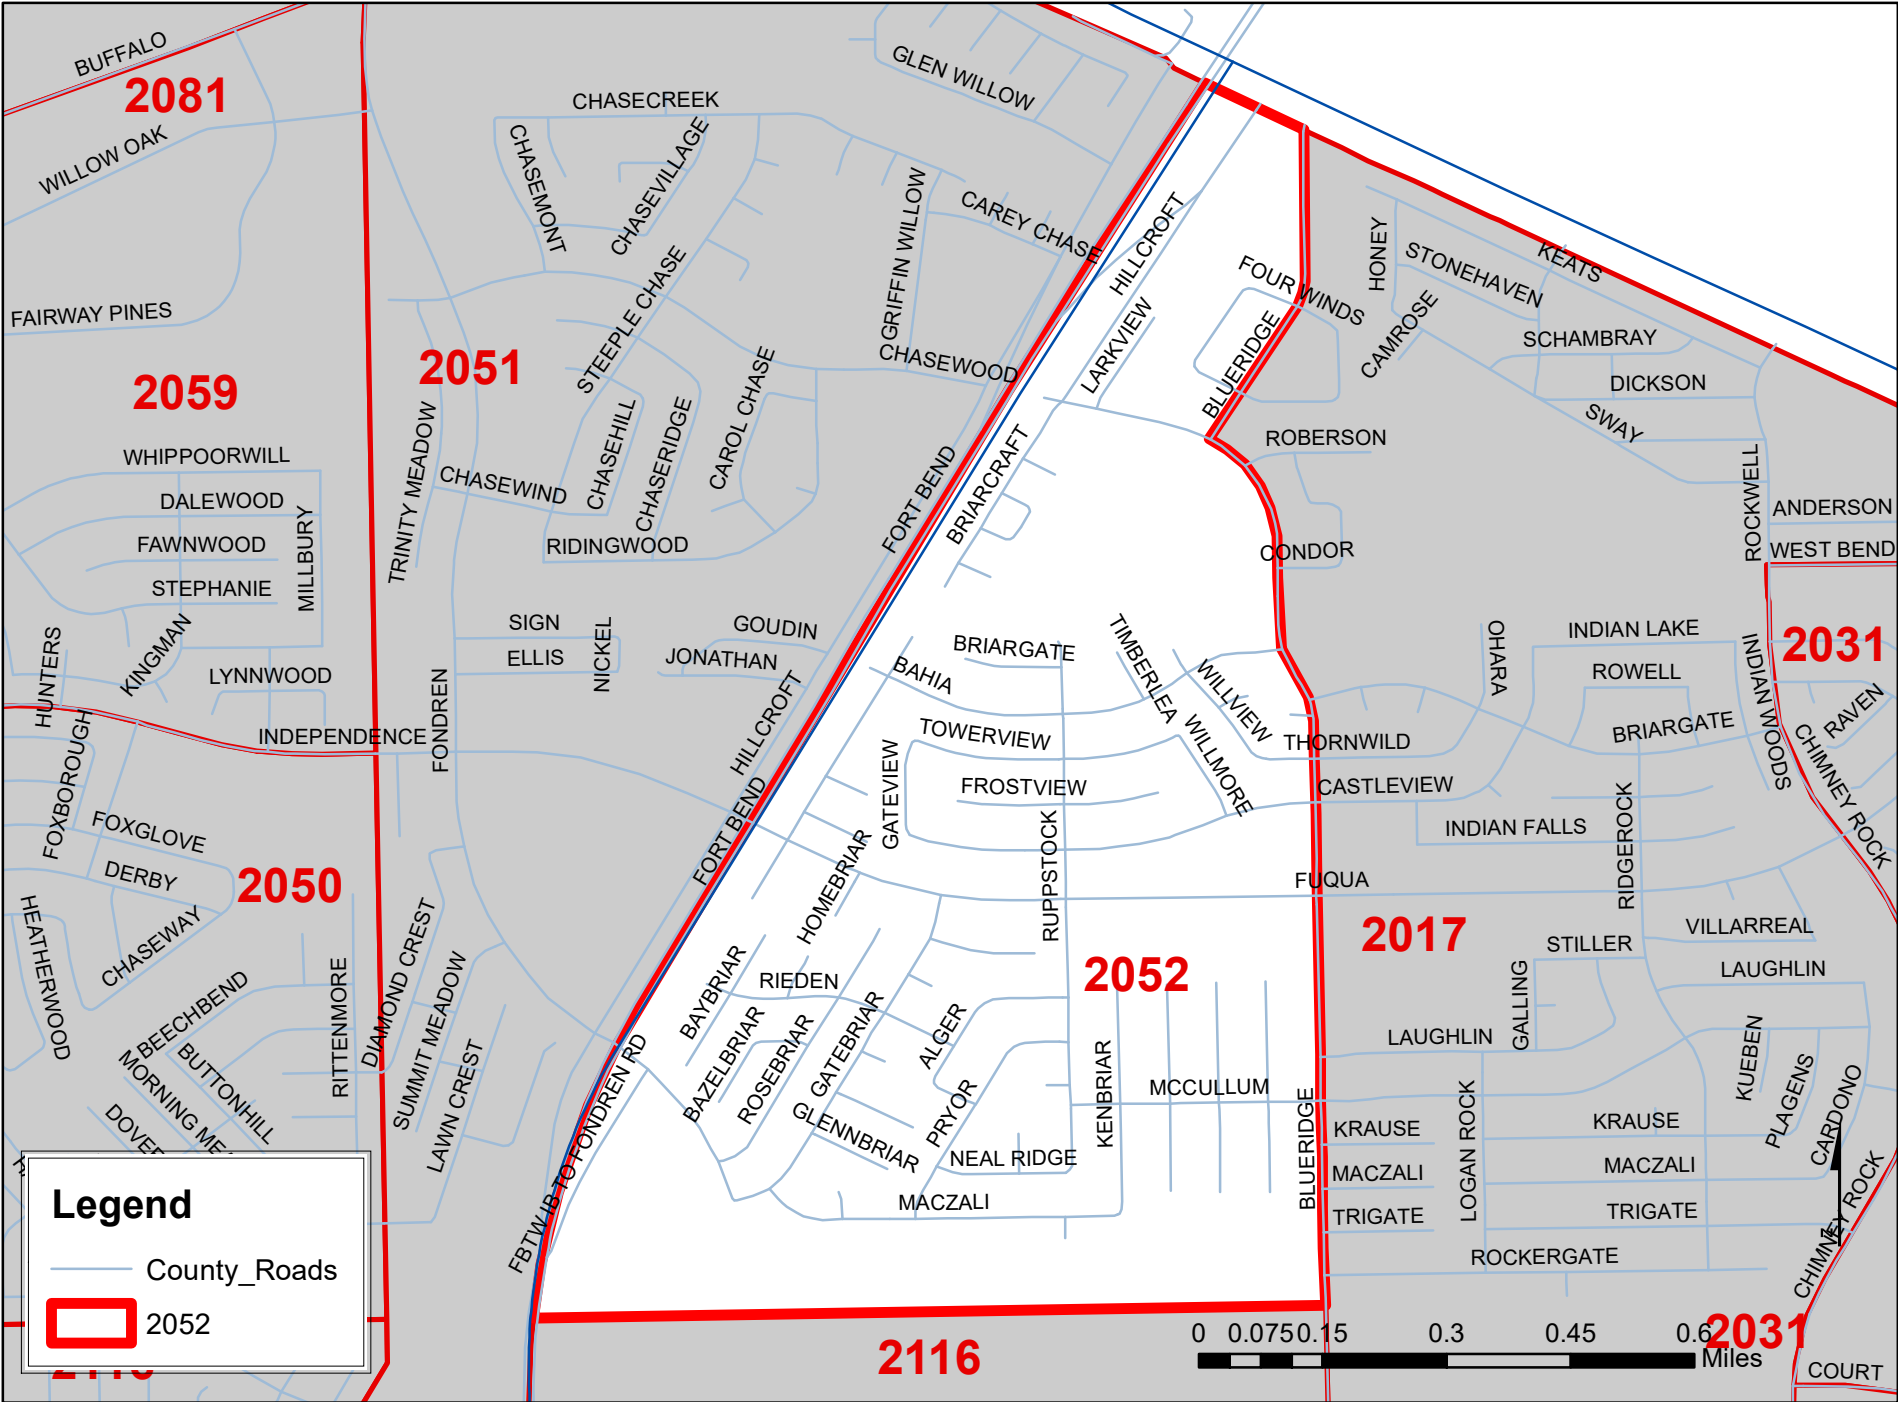 BUFFALO
2081
WILLOW OAK
FAIRWAY PINES
2059
WHIPPOORWILL
DALEWOOD
FAWNWOOD
STEPHANIE
MILLBURY
KINGMAN
HUNTERS
LYNNWOOD
INDEPENDENCE
FOXBOROUGH
FOXGLOVE
DERBY
2050
CHASEWAY
HEATHERWOOD
BEECHBEND
BUTTONHILL
RITTENMORE
GLEN WILLOW
CHASECREEK
CHASEMONT
CHASEVILLAGE
STEEPLE CHASE
GRIFFIN WILLOW
CAREY CHASE
2051
CHASEWOOD
CAROL CHASE
TRINITY MEADOW
CHASEWIND
CHASEHILL
CHASERIDGE
RIDINGWOOD
FORT BEND
SIGN
ELLIS
NICKEL
GOUDIN
JONATHAN
FONDREN
HILLCROFT
FORT BEND
DIAMOND CREST
SUMMIT MEADOW
LAWN CREST
FBTW IB TO FONDREN RD
HILLCROFT
LARKVIEW
FOUR WINDS
BLUERIDGE
BRIARCRAFT
BRIARGATE
BAHIA
TIMBERLEA
WILLVIEW
WILLMORE
TOWERVIEW
GATEVIEW
FROSTVIEW
RUPPSTOCK
HOMEBRIAR
BAYBRIAR
RIEDEN
BAZELBRIAR
ROSEBRIAR
GATEBRIAR
ALGER
GLENNBRIAR
PRYOR
NEAL RIDGE
MACZALI
KENBRIAR
MCCULLUM
2052
BLUERIDGE
HONEY
STONEHAVEN
KEATS
CAMROSE
SCHAMBRAY
DICKSON
SWAY
ROBERSON
ROCKWELL
ANDERSON
WEST BEND
CONDOR
OHARA
INDIAN LAKE
ROWELL
2031
INDIAN WOODS
RAVEN
BRIARGATE
THORNWILD
CHIMNEY ROCK
CASTLEVIEW
RIDGEROCK
INDIAN FALLS
FUQUA
2017
VILLARREAL
STILLER
LAUGHLIN
GALLING
LAUGHLIN
KUEBEN
PLAGENS
CARDONO
LOGAN ROCK
KRAUSE
KRAUSE
MACZALI
MACZALI
TRIGATE
TRIGATE
ROCKERGATE
CHIMNEY ROCK
2031
COURT
2116
0 0.075 0.15 0.3 0.45 0.6
Miles
Legend
County_Roads
2052